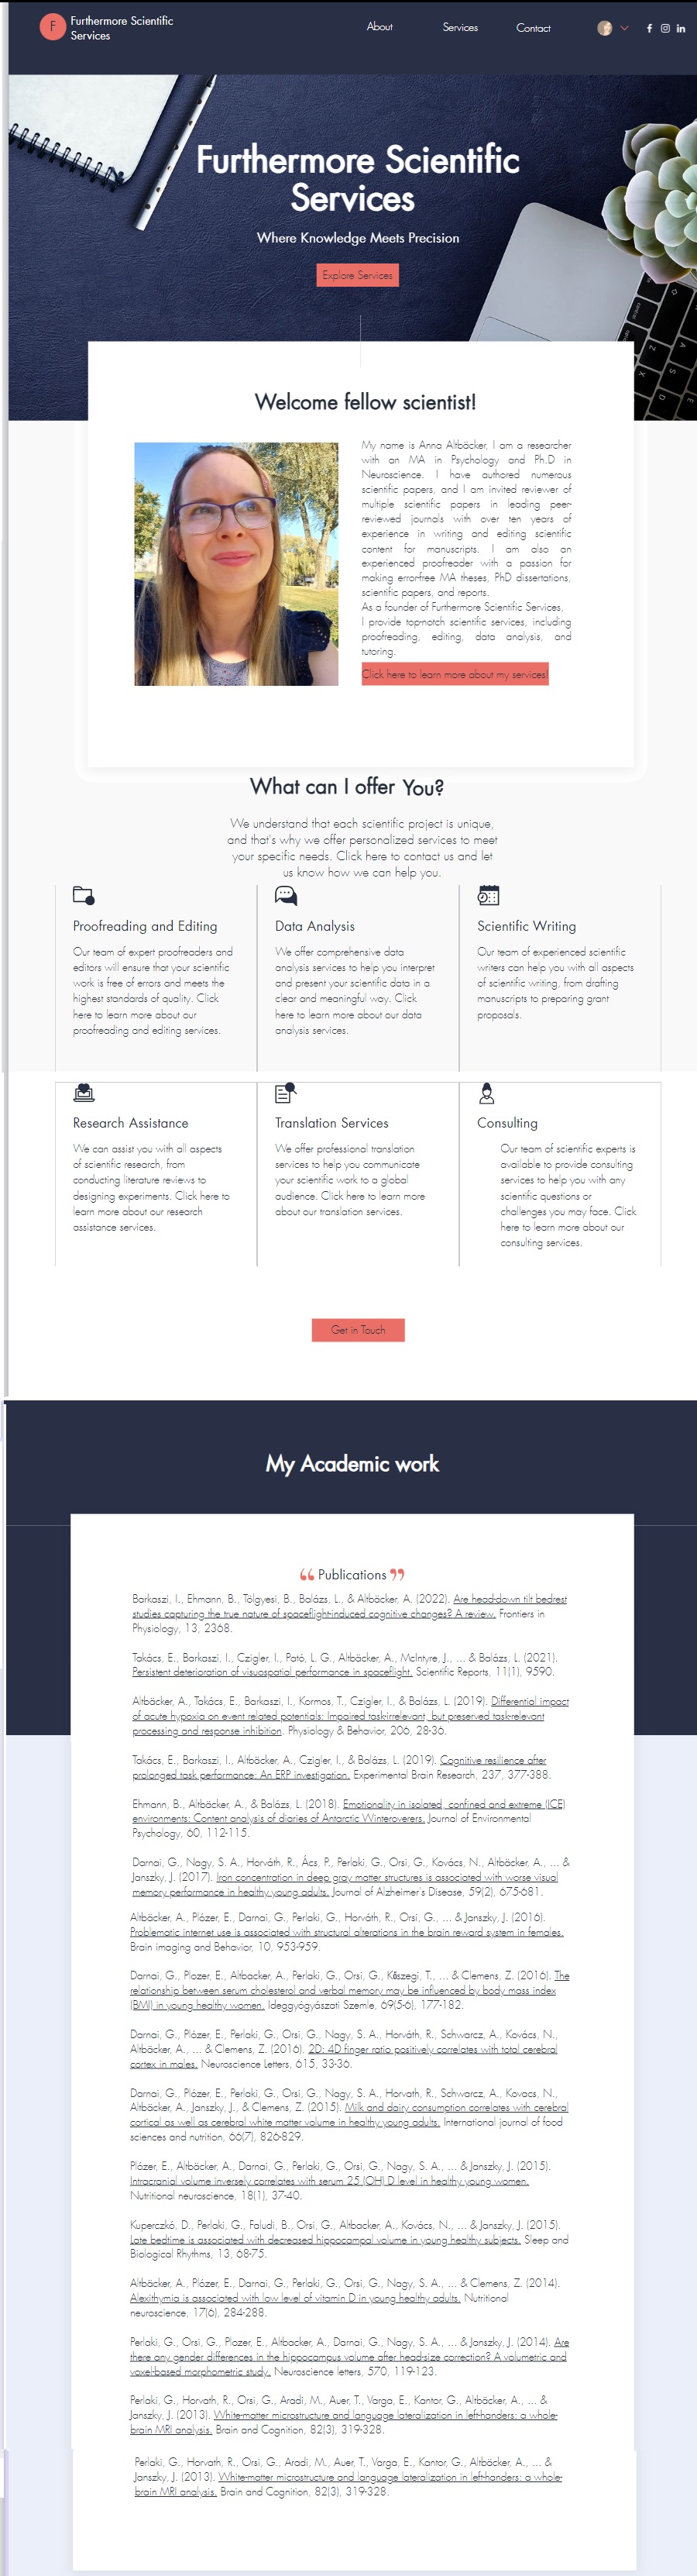 F
Furthermore Scientific
Services
About
Services
Contact
Furthermore Scientific
Services
Where Knowledge Meets Precision
Explore Services
Welcome fellow scientist!
My name is Anna Altbäcker, I am a researcher
with an MA in Psychology and Ph.D in
Neuroscience. I have authored numerous
scientific papers, and I am invited reviewer of
multiple scientific papers in leading peer-
reviewed journals with over ten years of
experience in writing and editing scientific
content for manuscripts. I am also an
experienced proofreader with a passion for
making error-free MA theses, PhD dissertations,
scientific papers, and reports.
As a founder of Furthermore Scientific Services,
I provide top-notch scientific services, including
proofreading, editing, data analysis, and
tutoring.
Click here to learn more about my services!
What can I offer You?
We understand that each scientific project is unique,
and that's why we offer personalized services to meet
your specific needs. Click here to contact us and let
us know how we can help you.
Proofreading and Editing
Our team of expert proofreaders and
editors will ensure that your scientific
work is free of errors and meets the
highest standards of quality. Click
here to learn more about our
proofreading and editing services.
Data Analysis
We offer comprehensive data
analysis services to help you interpret
and present your scientific data in a
clear and meaningful way. Click
here to learn more about our data
analysis services.
Scientific Writing
Our team of experienced scientific
writers can help you with all aspects
of scientific writing, from drafting
manuscripts to preparing grant
proposals.
Research Assistance
We can assist you with all aspects
of scientific research, from
conducting literature reviews to
designing experiments. Click here to
learn more about our research
assistance services.
Translation Services
We offer professional translation
services to help you communicate
your scientific work to a global
audience. Click here to learn more
about our translation services.
Consulting
Our team of scientific experts is
available to provide consulting
services to help you with any
scientific questions or
challenges you may face. Click
here to learn more about our
consulting services.
Get in Touch
My Academic work
Publications
Barkaszi, I., Ehmann, B., Tölgyesi, B., Balázs, L., & Altbäcker, A. (2022). Are head-down tilt bedrest
studies capturing the true nature of spaceflight-induced cognitive changes? A review. Frontiers in
Physiology, 13, 2368.
Takács, E., Barkaszi, I., Czigler, I., Pató, L. G., Altbäcker, A., McIntyre, J., ... & Balázs, L. (2021).
Persistent deterioration of visuospatial performance in spaceflight. Scientific Reports, 11(1), 9590.
Altbäcker, A., Takács, E., Barkaszi, I., Kormos, T., Czigler, I., & Balázs, L. (2019). Differential impact
of acute hypoxia on event related potentials: Impaired task-irrelevant, but preserved task-relevant
processing and response inhibition. Physiology & Behavior, 206, 28-36.
Takács, E., Barkaszi, I., Altbäcker, A., Czigler, I., & Balázs, L. (2019). Cognitive resilience after
prolonged task performance: An ERP investigation. Experimental Brain Research, 237, 377-388.
Ehmann, B., Altbäcker, A., & Balázs, L. (2018). Emotionality in isolated, confined and extreme (ICE)
environments: Content analysis of diaries of Antarctic Winteroverers. Journal of Environmental
Psychology, 60, 112-115.
Darnai, G., Nagy, S. A., Horváth, R., Ács, P., Perlaki, G., Orsi, G., Kovács, N., Altbäcker, A., ... &
Janszky, J. (2017). Iron concentration in deep gray matter structures is associated with worse visual
memory performance in healthy young adults. Journal of Alzheimer's Disease, 59(2), 675-681.
Altbäcker, A., Plózer, E., Darnai, G., Perlaki, G., Horváth, R., Orsi, G., ... & Janszky, J. (2016).
Problematic internet use is associated with structural alterations in the brain reward system in females.
Brain imaging and Behavior, 10, 953-959.
Darnai, G., Plozer, E., Altbacker, A., Perlaki, G., Orsi, G., Kőszegi, T., ... & Clemens, Z. (2016). The
relationship between serum cholesterol and verbal memory may be influenced by body mass index
(BMI) in young healthy women. Ideggyógyászati Szemle, 69(5-6), 177-182.
Darnai, G., Plózer, E., Perlaki, G., Orsi, G., Nagy, S. A., Horváth, R., Schwarcz, A., Kovács, N.,
Altbäcker, A., ... & Clemens, Z. (2016). 2D: 4D finger ratio positively correlates with total cerebral
cortex in males. Neuroscience Letters, 615, 33-36.
Darnai, G., Plózer, E., Perlaki, G., Orsi, G., Nagy, S. A., Horvath, R., Schwarcz, A., Kovacs, N.,
Altbäcker, A., Janszky, J., & Clemens, Z. (2015). Milk and dairy consumption correlates with cerebral
cortical as well as cerebral white matter volume in healthy young adults. International journal of food
sciences and nutrition, 66(7), 826-829.
Plózer, E., Altbäcker, A., Darnai, G., Perlaki, G., Orsi, G., Nagy, S. A., ... & Janszky, J. (2015).
Intracranial volume inversely correlates with serum 25 (OH) D level in healthy young women.
Nutritional neuroscience, 18(1), 37-40.
Kuperczkó, D., Perlaki, G., Faludi, B., Orsi, G., Altbacker, A., Kovács, N., ... & Janszky, J. (2015).
Late bedtime is associated with decreased hippocampal volume in young healthy subjects. Sleep and
Biological Rhythms, 13, 68-75.
Altbäcker, A., Plózer, E., Darnai, G., Perlaki, G., Orsi, G., Nagy, S. A., ... & Clemens, Z. (2014).
Alexithymia is associated with low level of vitamin D in young healthy adults. Nutritional
neuroscience, 17(6), 284-288.
Perlaki, G., Orsi, G., Plozer, E., Altbacker, A., Darnai, G., Nagy, S. A., ... & Janszky, J. (2014). Are
there any gender differences in the hippocampus volume after head-size correction? A volumetric and
voxel-based morphometric study. Neuroscience letters, 570, 119-123.
Perlaki, G., Horvath, R., Orsi, G., Aradi, M., Auer, T., Varga, E., Kantor, G., Altbäcker, A., ... &
Janszky, J. (2013). White-matter microstructure and language lateralization in left-handers: a whole-
brain MRI analysis. Brain and Cognition, 82(3), 319-328.
Perlaki, G., Horvath, R., Orsi, G., Aradi, M., Auer, T., Varga, E., Kantor, G., Altbäcker, A., ... &
Janszky, J. (2013). White-matter microstructure and language lateralization in left-handers: a whole-
brain MRI analysis. Brain and Cognition, 82(3), 319-328.